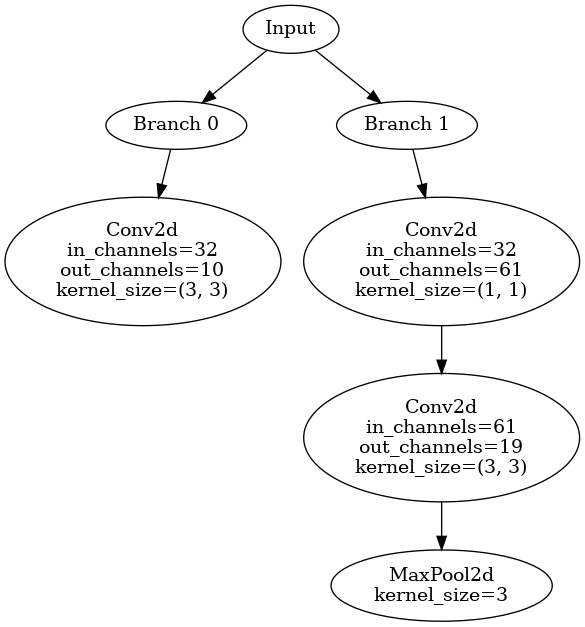 Input
Branch 0
Branch 1
Conv2d
in_channels=32
out_channels=10
kernel_size=(3, 3)
Conv2d
in_channels=32
out_channels=61
kernel_size=(1, 1)
Conv2d
in_channels=61
out_channels=19
kernel_size=(3, 3)
MaxPool2d
kernel_size=3